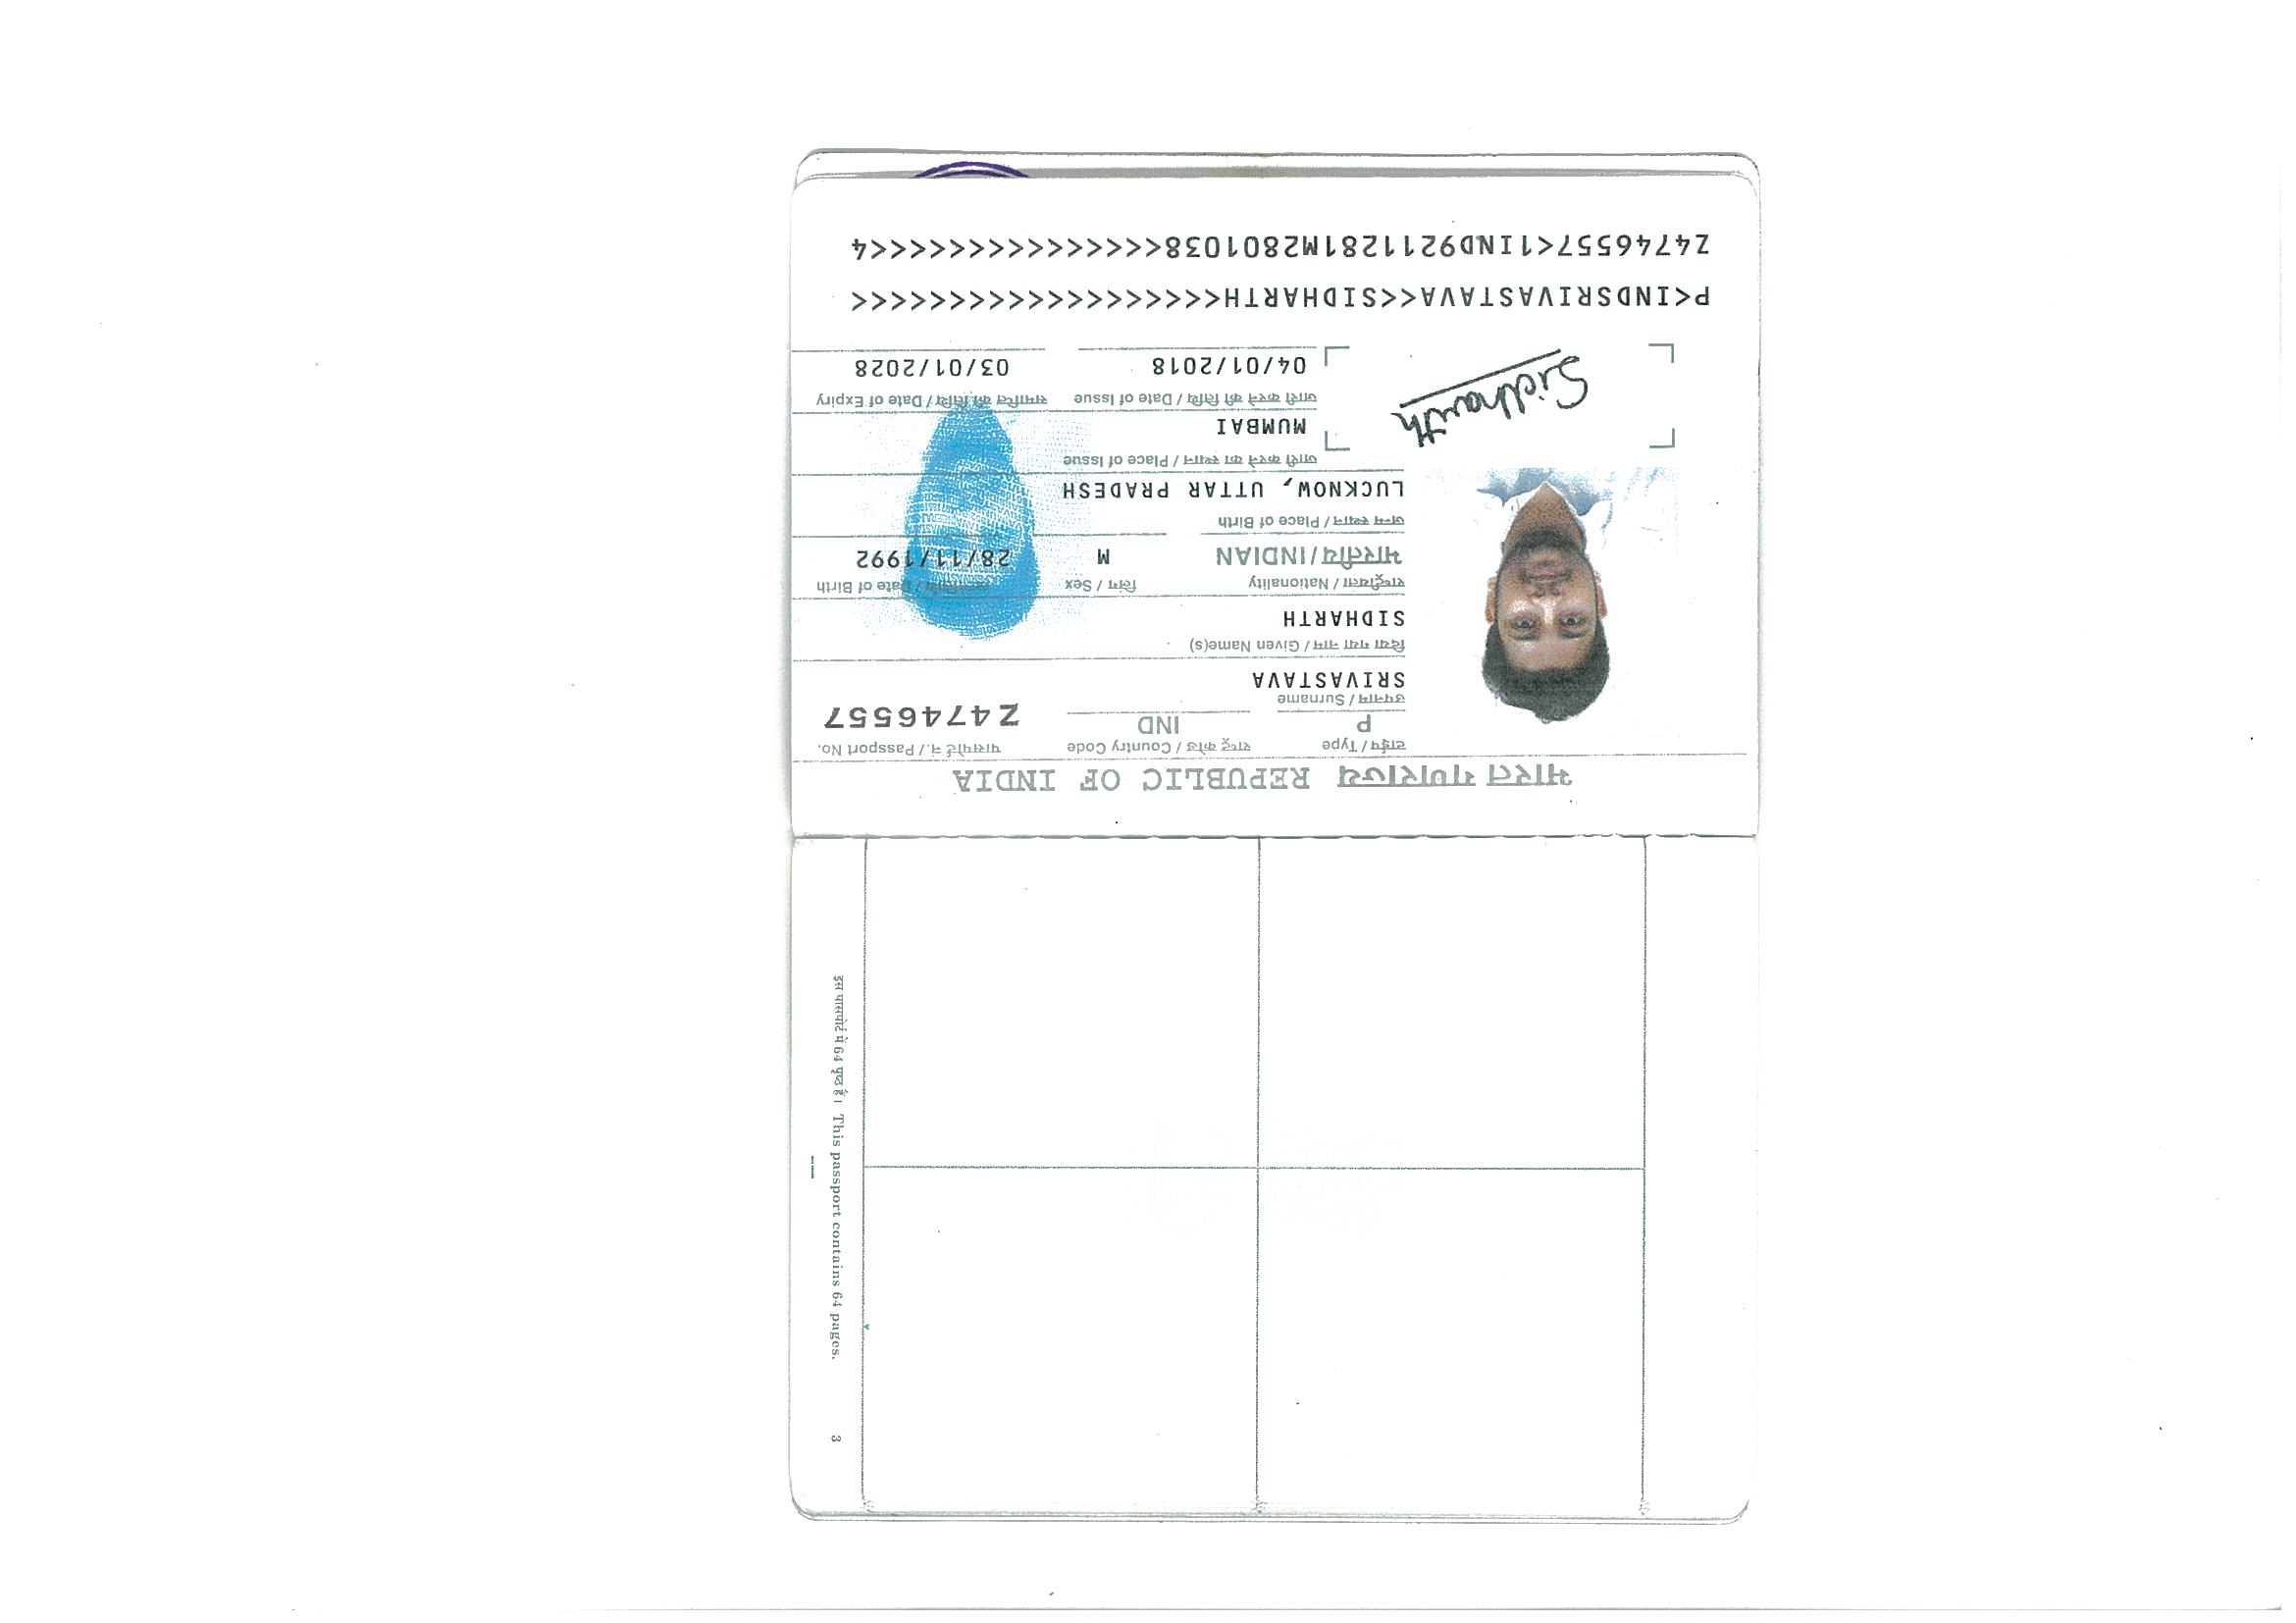 भारत गणराज्य REPUBLIC OF INDIA
टाईप / Type राष्ट्र कोड / Country Code पासपोर्ट नं. / Passport No.
P IND Z4746557
उपनाम / Surname
SRIVASTAVA
दिया गया नाम / Given Name(s)
SIDHARTH
राष्ट्रीयता / Nationality लिंग / Sex जन्मतिथि / Date of Birth
भारतीय/INDIAN M 28/11/1992
जन्म स्थान / Place of Birth
LUCKNOW, UTTAR PRADESH
जारी करने का स्थान / Place of Issue
MUMBAI
जारी करने की तिथि / Date of Issue समाप्ति की तिथि / Date of Expiry
04/01/2018 03/01/2028
Sidharth
P<INDSRIVASTAVA<<SIDHARTH<<<<<<<<<<<<<<<<<<<
Z4746557<1IND9211281M2801038<<<<<<<<<<<<<<<4
इस पासपोर्ट में 64 पृष्ठ हैं। This passport contains 64 pages. 3